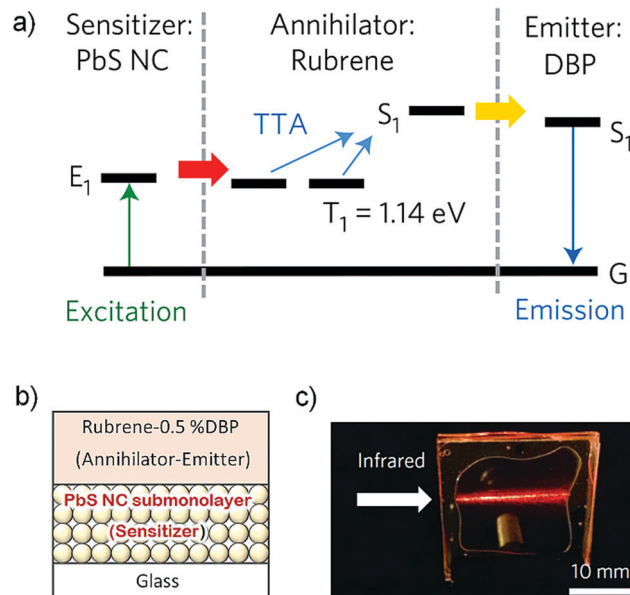 a)
Sensitizer:
PbS NC
Annihilator:
Rubrene
Emitter:
DBP
TTA
S1
S1
E1
T1 = 1.14 eV
G
Excitation
Emission
b)
Rubrene-0.5 %DBP
(Annihilator-Emitter)
PbS NC submonolayer
(Sensitizer)
Glass
c)
Infrared
10 mm